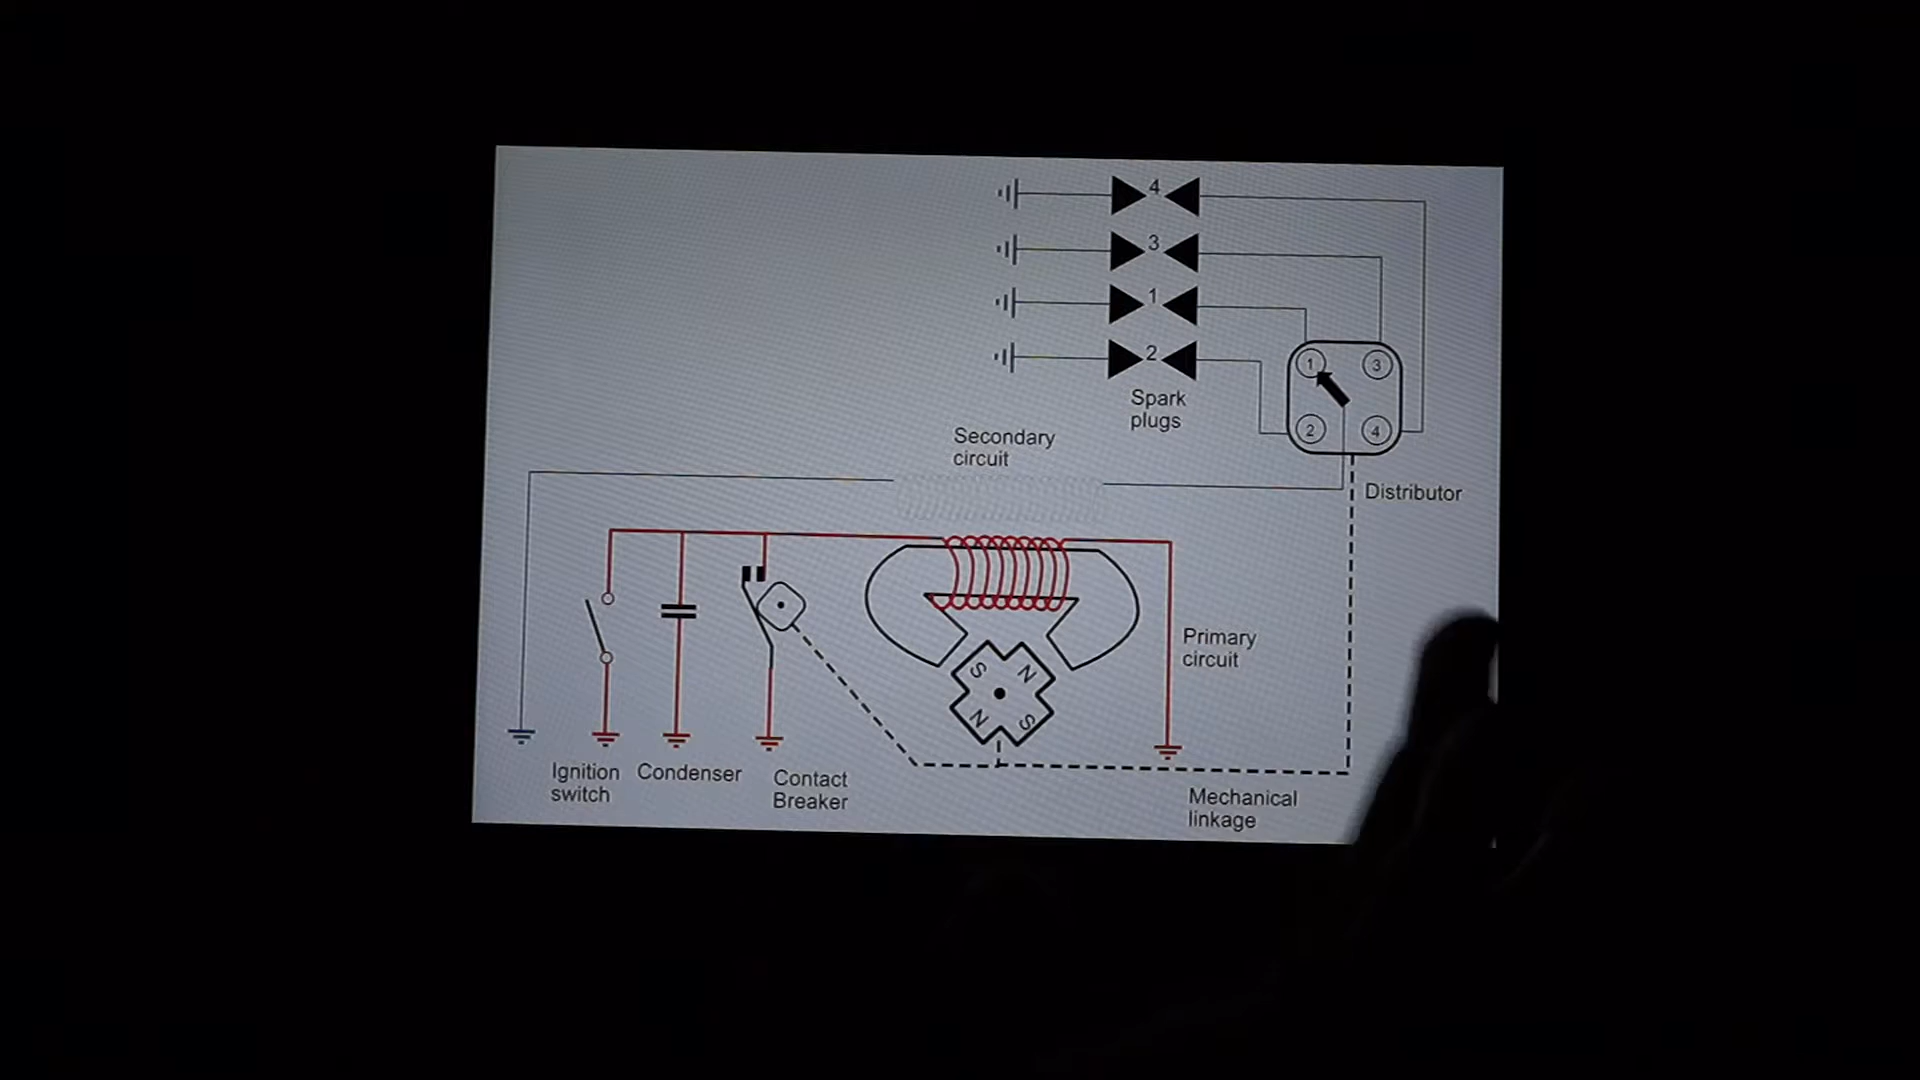 4
3
1
2
Spark
plugs
1
3
2
4
Secondary
circuit
Distributor
Primary
circuit
S
N
N
S
Ignition
switch
Condenser
Contact
Breaker
Mechanical
linkage